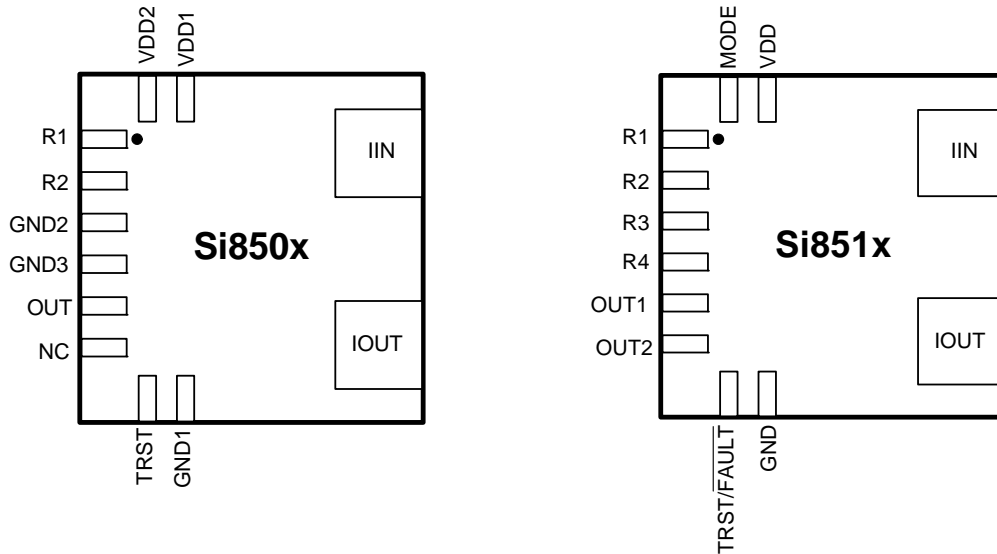 VDD2
VDD1
R1
R2
GND2
GND3
OUT
NC
TRST
GND1
IIN
IOUT
Si850x
MODE
VDD
R1
R2
R3
R4
OUT1
OUT2
TRST/FAULT
GND
IIN
IOUT
Si851x